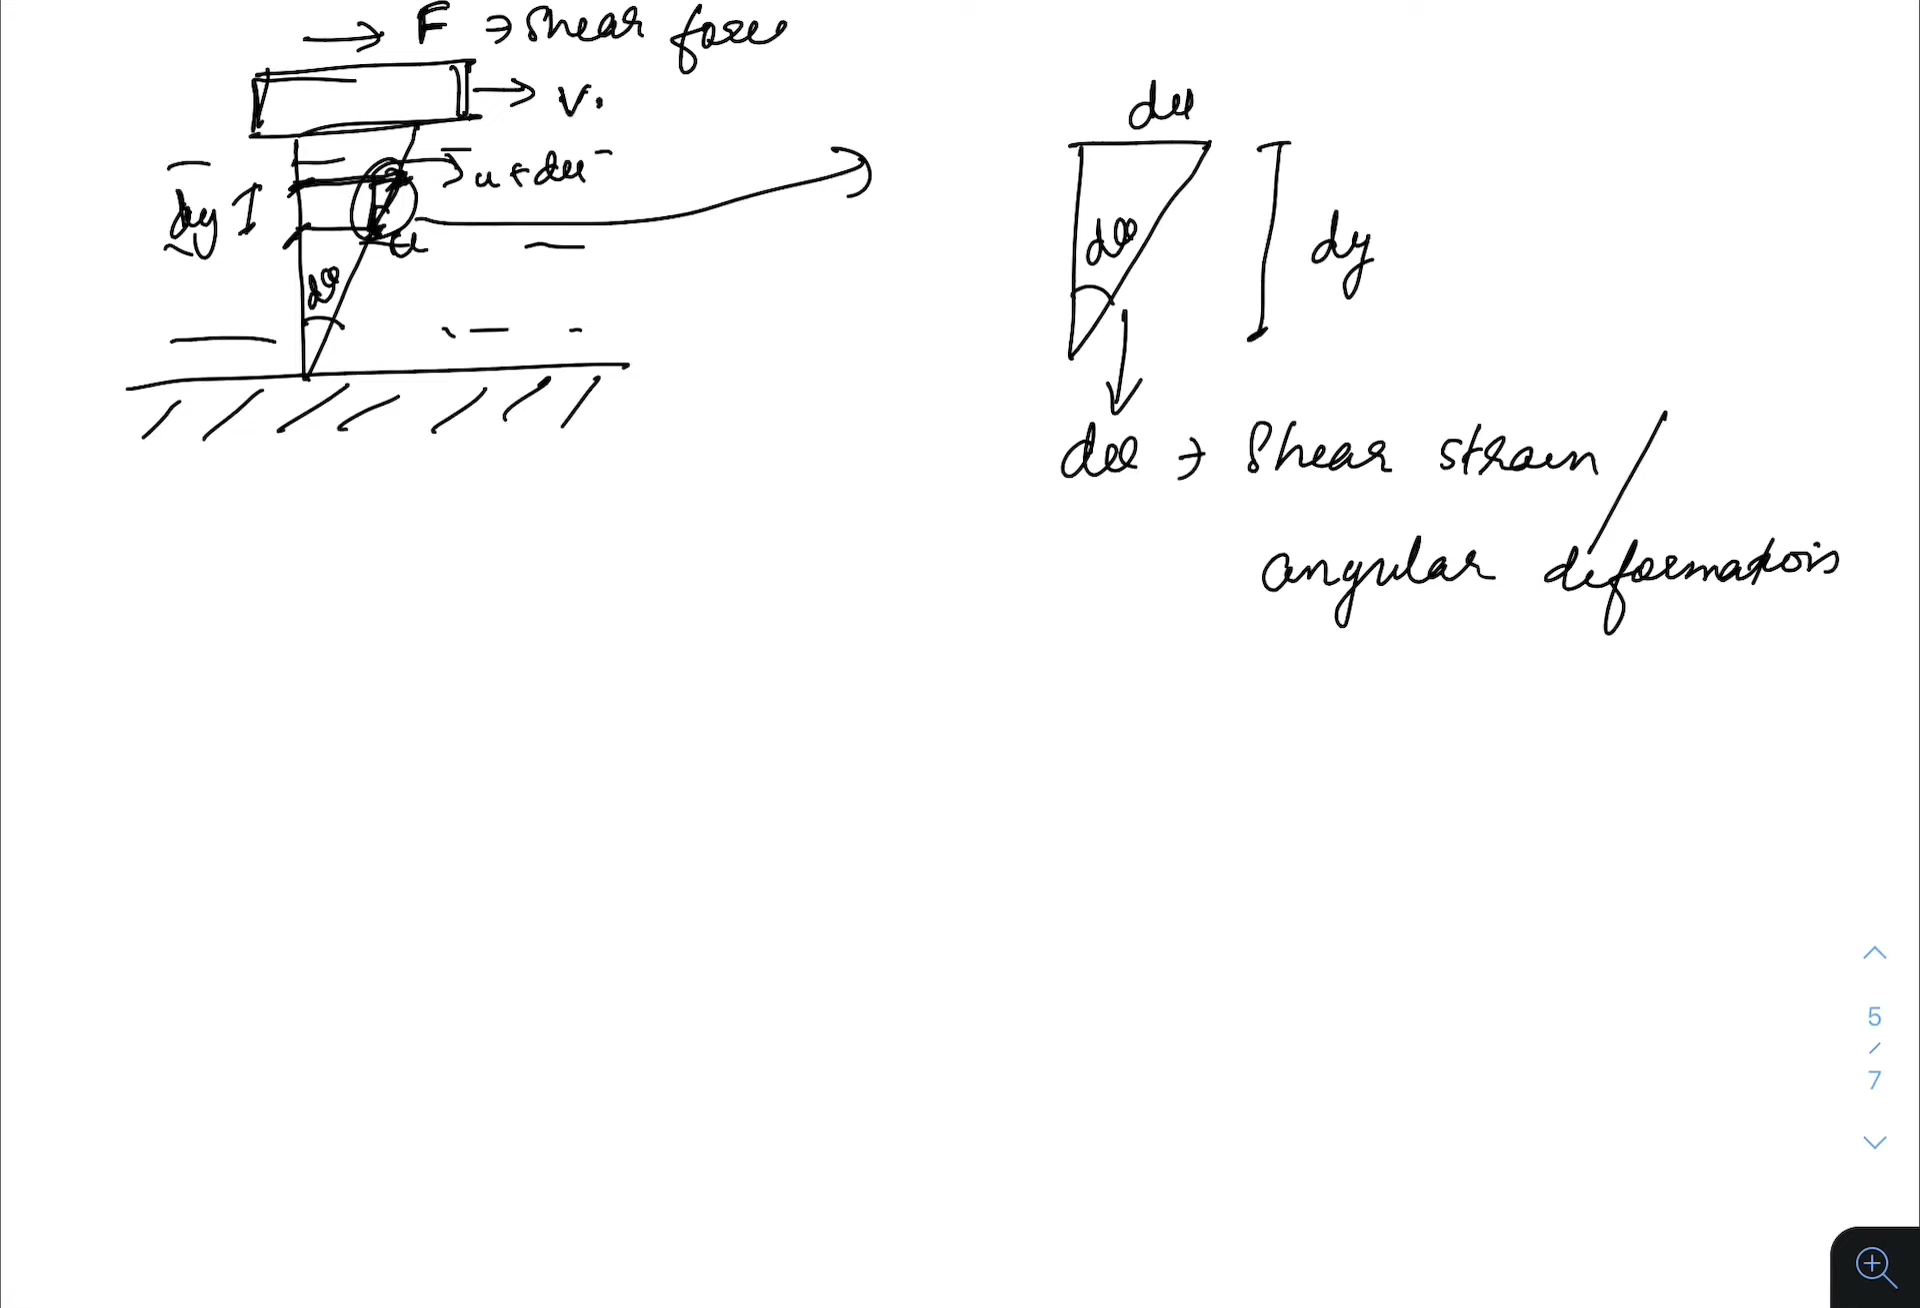 F → Shear force
V.
u + du
dy
u
dθ
du
dθ
dy
dθ → Shear strain /
angular deformation
5
/
7